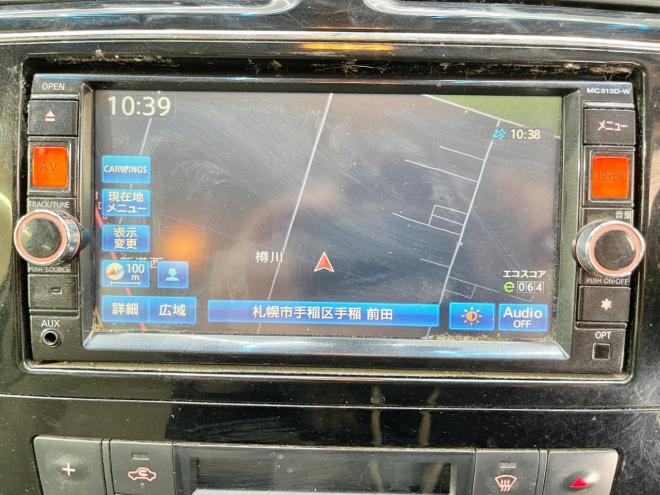 OPEN
MC313D-W
10:39
10:38
メニュー
AV
CARWINGS
現在地
メニュー
TRACK/TUNE
音量
表示
変更
樽川
PUSH SOURCE
100
m
エコスコア
064
PUSH ON-OFF
詳細
広域
札幌市手稲区手稲 前田
Audio
OFF
AUX
OPT